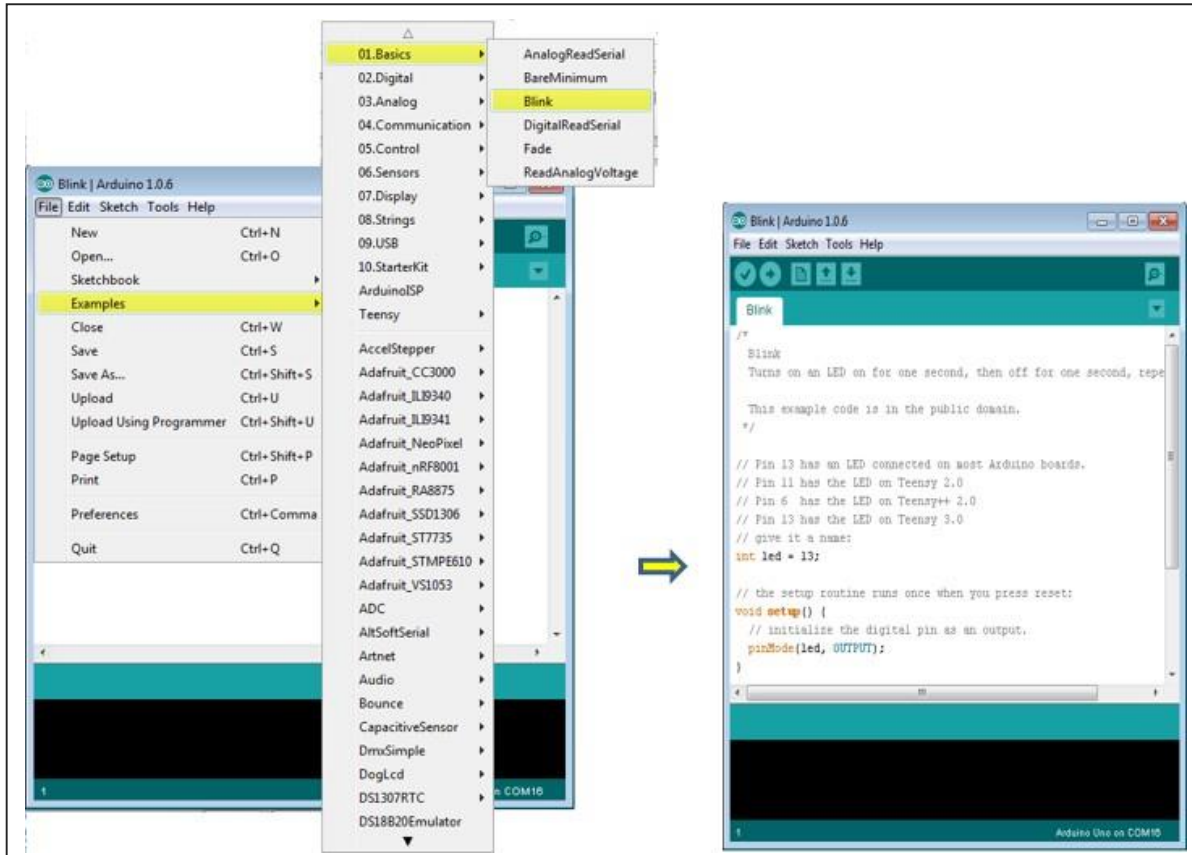 01.Basics
02.Digital
03.Analog
04.Communication
05.Control
06.Sensors
07.Display
08.Strings
09.USB
10.StarterKit
ArduinoISP
Teensy
AccelStepper
Adafruit_CC3000
Adafruit_ILI9340
Adafruit_ILI9341
Adafruit_NeoPixel
Adafruit_nRF8001
Adafruit_RA8875
Adafruit_SSD1306
Adafruit_ST7735
Adafruit_STMPE610
Adafruit_VS1053
ADC
AltSoftSerial
Artnet
Audio
Bounce
CapacitiveSensor
DmxSimple
DogLcd
DS1307RTC
DS18B20Emulator
AnalogReadSerial
BareMinimum
Blink
DigitalReadSerial
Fade
ReadAnalogVoltage
Blink | Arduino 1.0.6
File Edit Sketch Tools Help
New Ctrl+N
Open... Ctrl+O
Sketchbook
Examples
Close Ctrl+W
Save Ctrl+S
Save As... Ctrl+Shift+S
Upload Ctrl+U
Upload Using Programmer Ctrl+Shift+U
Page Setup Ctrl+Shift+P
Print Ctrl+P
Preferences Ctrl+Comma
Quit Ctrl+Q
1 n COM16
Blink | Arduino 1.0.6
File Edit Sketch Tools Help
Blink
/*
Blink
Turns on an LED on for one second, then off for one second, repe
This example code is in the public domain.
*/
// Pin 13 has an LED connected on most Arduino boards.
// Pin 11 has the LED on Teensy 2.0
// Pin 6 has the LED on Teensy++ 2.0
// Pin 13 has the LED on Teensy 3.0
// give it a name:
int led = 13;
// the setup routine runs once when you press reset:
void setup() {
// initialize the digital pin as an output.
pinMode(led, OUTPUT);
}
1 Arduino Uno on COM16